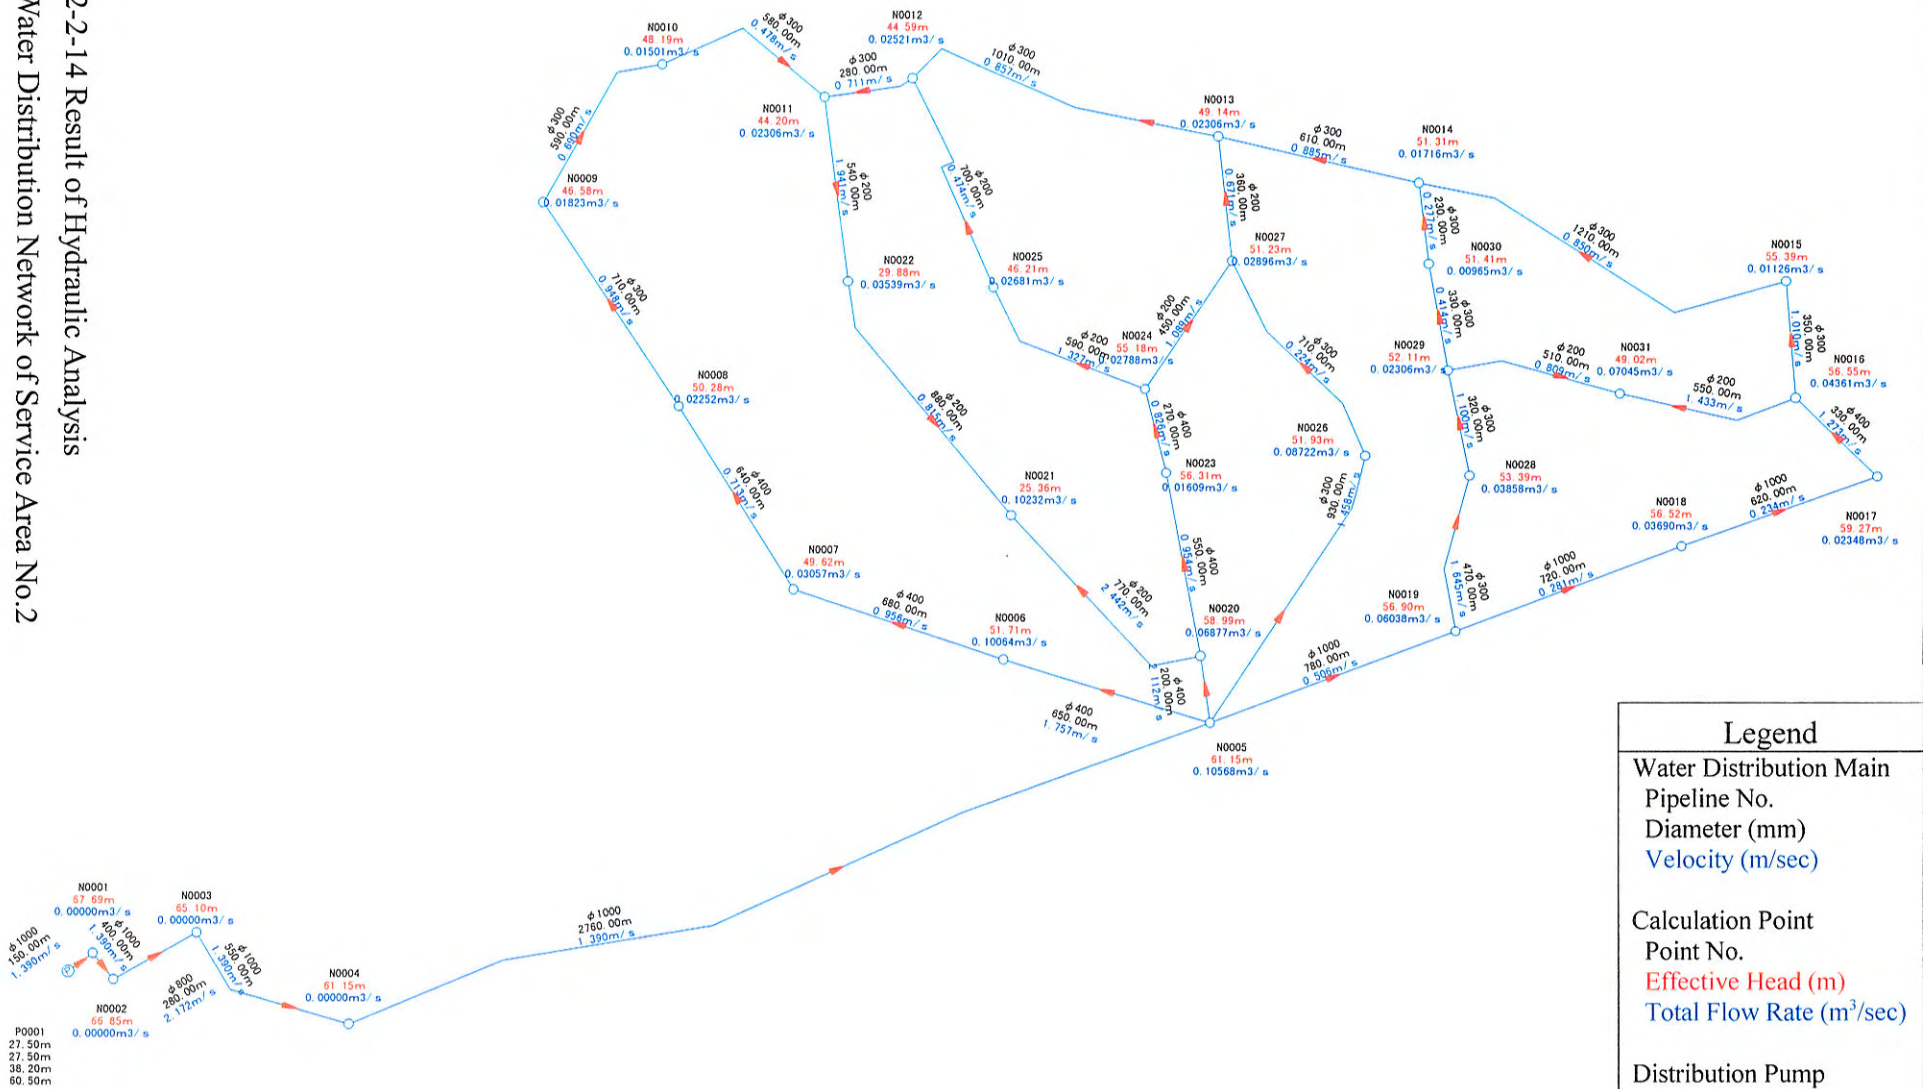 2-2-14 Result of Hydraulic Analysis
Water Distribution Network of Service Area No.2
N0010
48.19m
0.01501m3/s
φ300
580.00m
0.478m/s
N0012
44.59m
0.02521m3/s
φ300
280.00m
0.711m/s
φ300
1010.00m
0.857m/s
N0011
44.20m
0.02306m3/s
N0013
49.14m
0.02306m3/s
φ300
610.00m
0.885m/s
N0014
51.31m
0.01716m3/s
φ300
590.00m
0.690m/s
N0009
46.58m
0.01823m3/s
φ200
540.00m
1.941m/s
φ200
700.00m
0.474m/s
φ200
360.00m
0.671m/s
φ300
230.00m
0.277m/s
φ300
1210.00m
0.850m/s
N0015
55.39m
0.01126m3/s
N0022
29.88m
0.03539m3/s
N0025
46.21m
0.02681m3/s
N0027
51.23m
0.02896m3/s
N0030
51.41m
0.00965m3/s
φ300
710.00m
0.948m/s
φ200
450.00m
1.089m/s
φ300
710.00m
0.224m/s
φ300
330.00m
0.414m/s
φ300
350.00m
1.010m/s
N0008
50.28m
0.02252m3/s
φ200
590.00m
1.327m/s
N0024
55.18m
0.02788m3/s
N0029
52.11m
0.02306m3/s
φ200
510.00m
0.809m/s
N0031
49.02m
0.07045m3/s
φ200
550.00m
1.433m/s
N0016
56.55m
0.04361m3/s
φ400
330.00m
1.273m/s
φ200
880.00m
0.815m/s
φ400
270.00m
0.826m/s
N0026
51.93m
0.08722m3/s
φ300
320.00m
1.100m/s
φ400
640.00m
0.713m/s
N0021
25.36m
0.10232m3/s
N0023
56.31m
0.01609m3/s
φ300
930.00m
1.458m/s
N0028
53.39m
0.03858m3/s
N0018
56.52m
0.03690m3/s
φ1000
620.00m
0.234m/s
N0017
59.27m
0.02348m3/s
N0007
49.62m
0.03057m3/s
φ400
680.00m
0.956m/s
N0006
51.71m
0.10064m3/s
φ200
770.00m
2.442m/s
φ400
550.00m
0.954m/s
N0020
58.99m
0.06877m3/s
φ300
470.00m
1.645m/s
N0019
56.90m
0.06038m3/s
φ1000
720.00m
0.281m/s
φ400
650.00m
1.757m/s
φ400
200.00m
2.112m/s
φ1000
780.00m
0.506m/s
N0005
61.15m
0.10568m3/s
N0001
67.69m
0.00000m3/s
N0003
65.10m
0.00000m3/s
φ1000
150.00m
1.390m/s
φ1000
400.00m
1.390m/s
φ1000
550.00m
1.390m/s
φ1000
2760.00m
1.390m/s
N0004
61.15m
0.00000m3/s
φ800
280.00m
2.172m/s
N0002
66.85m
0.00000m3/s
P
P0001
27.50m
27.50m
38.20m
60.50m
Legend
Water Distribution Main
Pipeline No.
Diameter (mm)
Velocity (m/sec)
Calculation Point
Point No.
Effective Head (m)
Total Flow Rate (m³/sec)
Distribution Pump